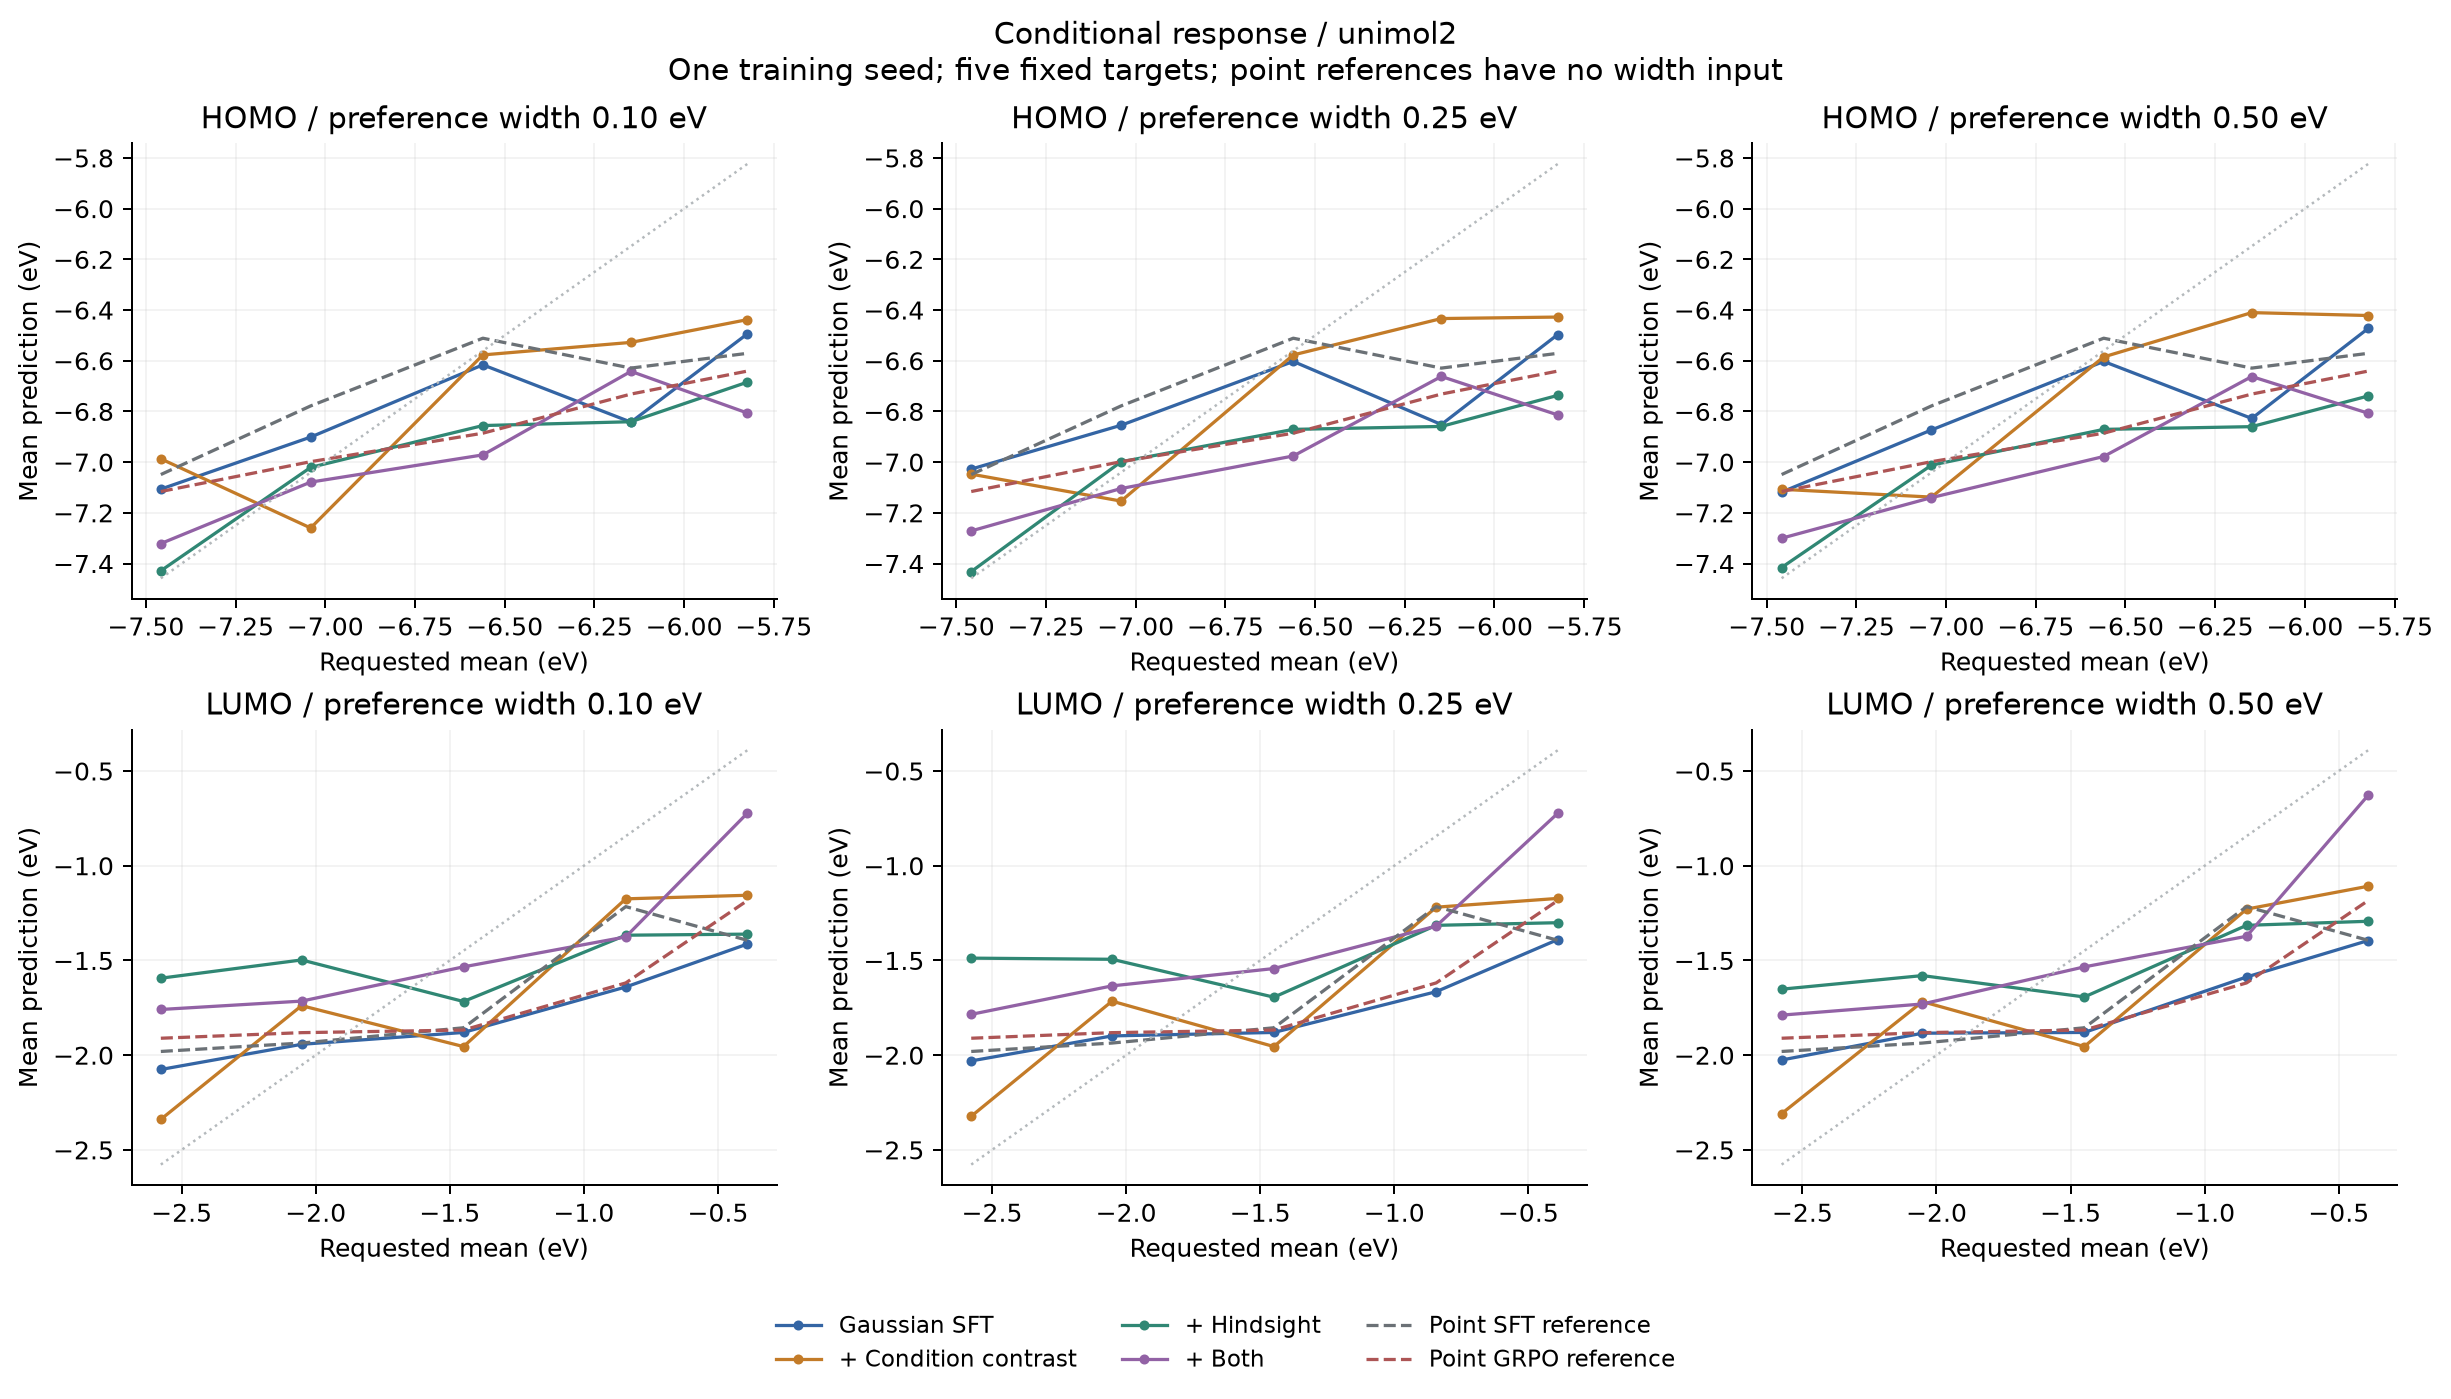 Conditional response / unimol2
One training seed; five fixed targets; point references have no width input
HOMO / preference width 0.10 eV
HOMO / preference width 0.25 eV
HOMO / preference width 0.50 eV
Mean prediction (eV)
−5.8
−6.0
−6.2
−6.4
−6.6
−6.8
−7.0
−7.2
−7.4
−7.50 −7.25 −7.00 −6.75 −6.50 −6.25 −6.00 −5.75
Requested mean (eV)
Mean prediction (eV)
−5.8
−6.0
−6.2
−6.4
−6.6
−6.8
−7.0
−7.2
−7.4
−7.50 −7.25 −7.00 −6.75 −6.50 −6.25 −6.00 −5.75
Requested mean (eV)
Mean prediction (eV)
−5.8
−6.0
−6.2
−6.4
−6.6
−6.8
−7.0
−7.2
−7.4
−7.50 −7.25 −7.00 −6.75 −6.50 −6.25 −6.00 −5.75
Requested mean (eV)
LUMO / preference width 0.10 eV
LUMO / preference width 0.25 eV
LUMO / preference width 0.50 eV
Mean prediction (eV)
−0.5
−1.0
−1.5
−2.0
−2.5
−2.5 −2.0 −1.5 −1.0 −0.5
Requested mean (eV)
Mean prediction (eV)
−0.5
−1.0
−1.5
−2.0
−2.5
−2.5 −2.0 −1.5 −1.0 −0.5
Requested mean (eV)
Mean prediction (eV)
−0.5
−1.0
−1.5
−2.0
−2.5
−2.5 −2.0 −1.5 −1.0 −0.5
Requested mean (eV)
Gaussian SFT
+ Condition contrast
+ Hindsight
+ Both
Point SFT reference
Point GRPO reference